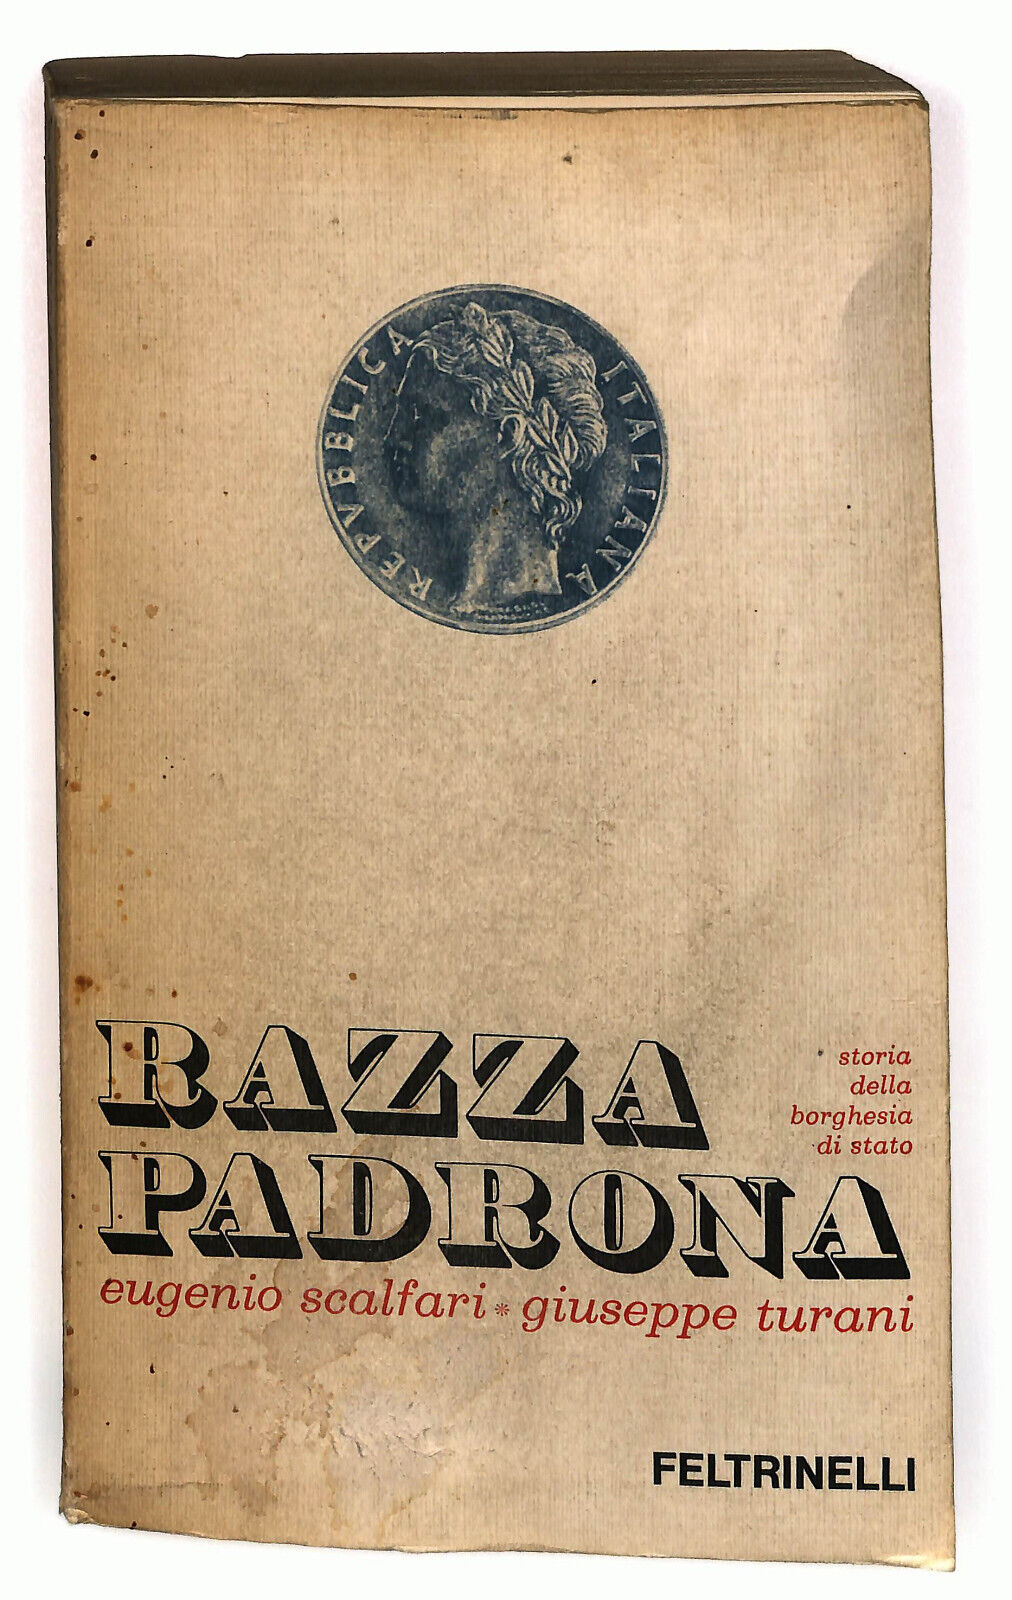 REPVBBLICA ITALIANA
RAZZA
PADRONA
storia
della
borghesia
di stato
eugenio scalfari * giuseppe turani
FELTRINELLI